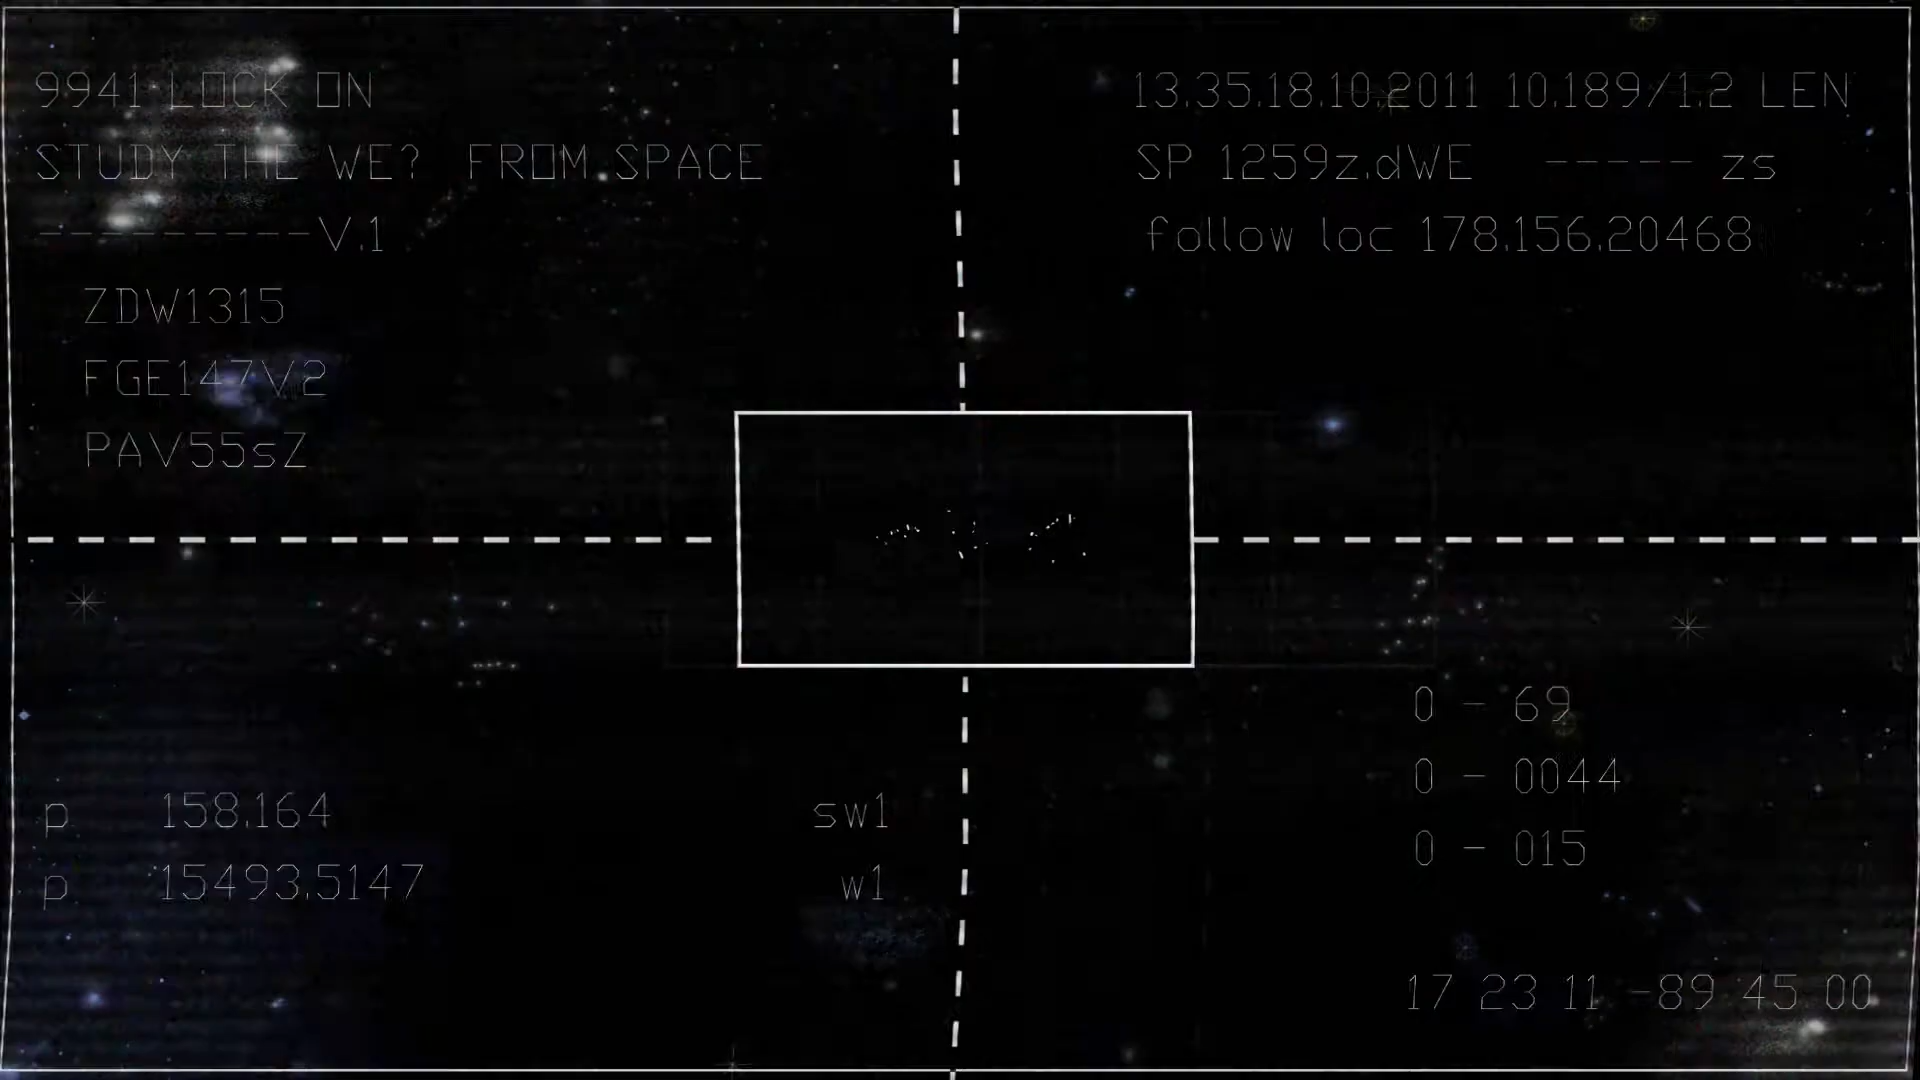 9941 LOCK ON
STUDY THE WE? FROM SPACE
---------V.1
ZDW1315
FGE147V2
PAV55sZ
13.35.18.10.2011 10.189/1.2 LEN
SP 1259z.dWE ----- zs
follow loc 178.156.20468
p 158.164
p 15493.5147
sw1
w1
0 - 69
0 - 0044
0 - 015
17 23 11 -89 45 00